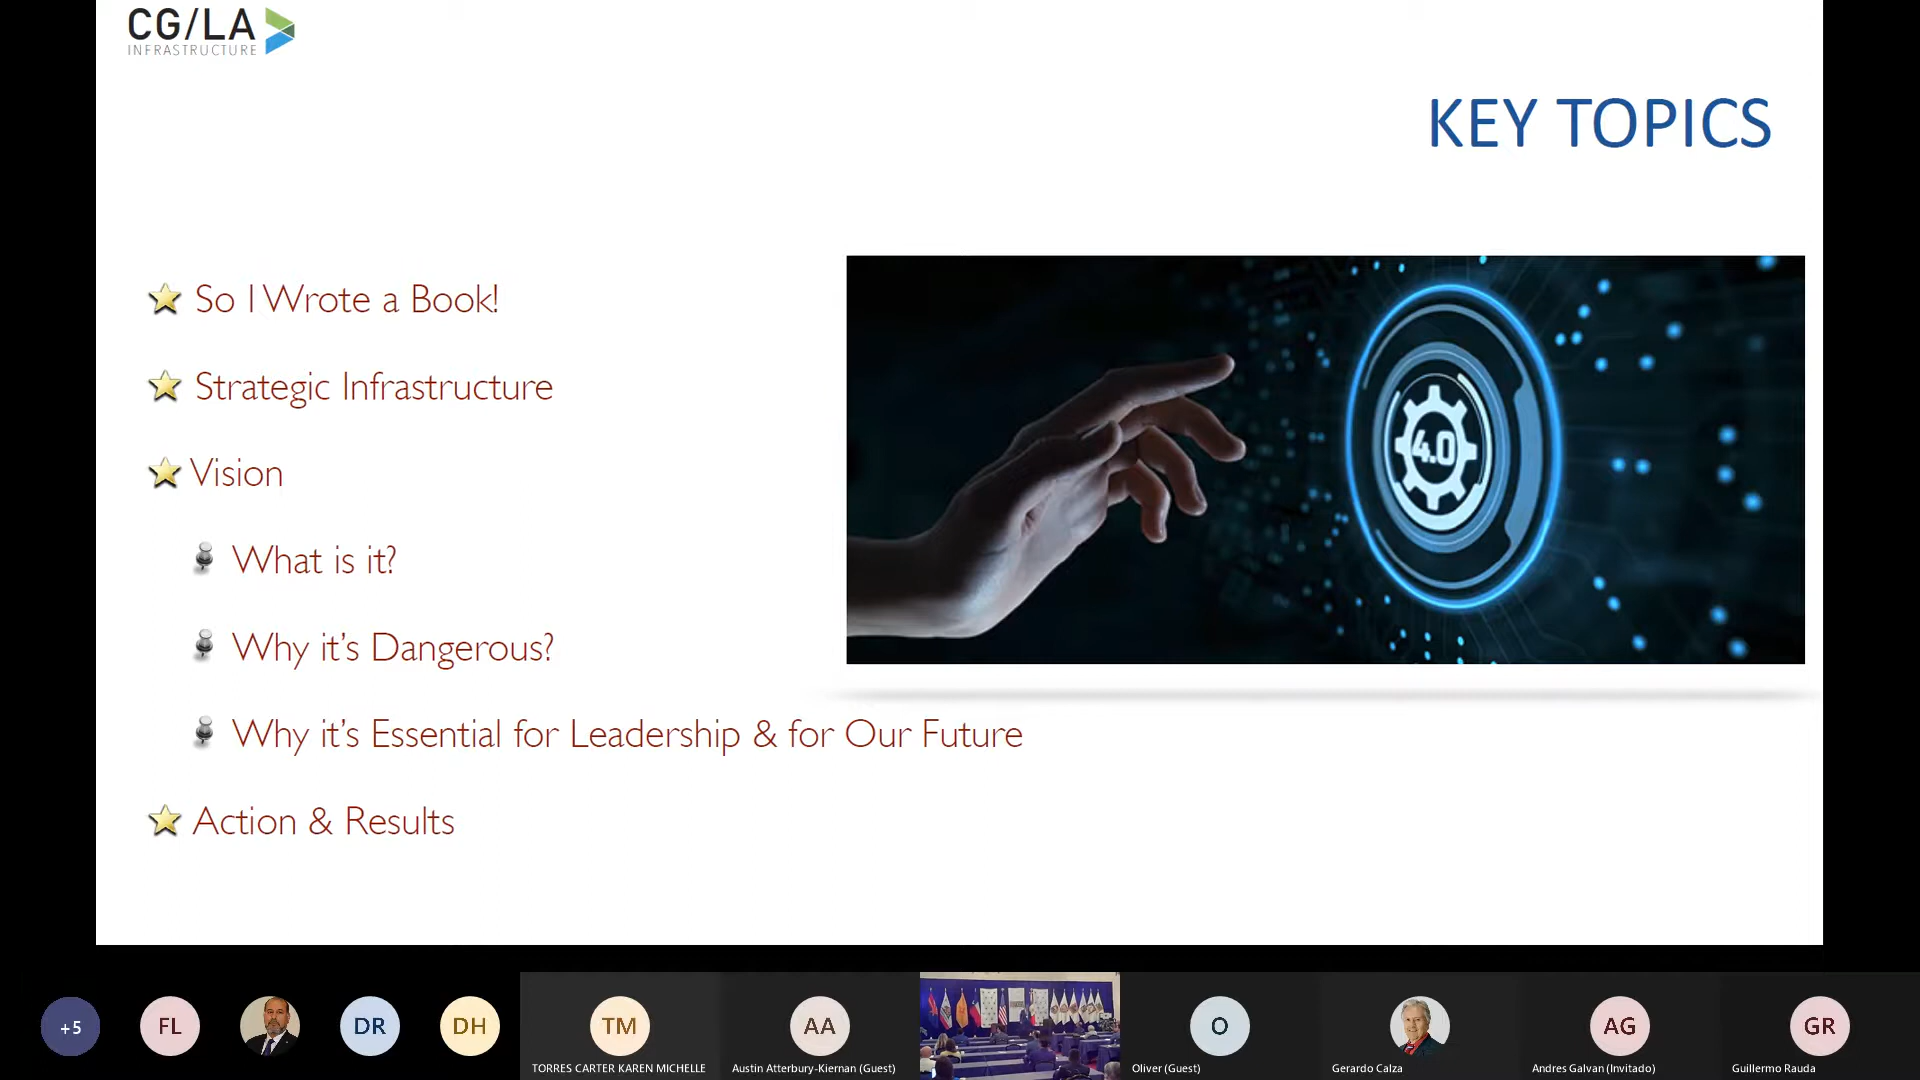 CG/LA
INFRASTRUCTURE
KEY TOPICS
So I Wrote a Book!
Strategic Infrastructure
Vision
What is it?
Why it's Dangerous?
Why it's Essential for Leadership & for Our Future
Action & Results
4.0
+5
FL
DR
DH
TM
TORRES CARTER KAREN MICHELLE
AA
Austin Atterbury-Kiernan (Guest)
O
Oliver (Guest)
Gerardo Calza
AG
Andres Galvan (Invitado)
GR
Guillermo Rauda